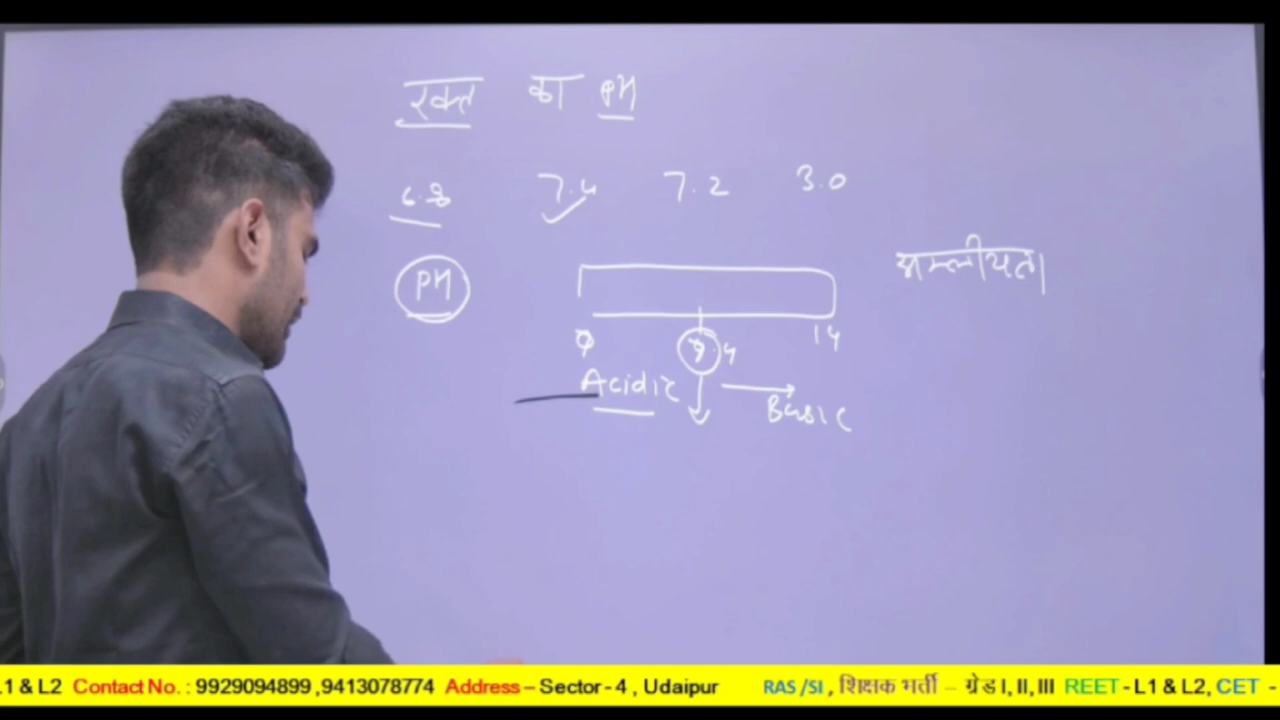 रक्त का PH
6.8 7.4 7.2 3.0
PH
अम्लीयता
0 7.4 14
Acidic Basic
.1 & L2 Contact No. : 9929094899 ,9413078774 Address – Sector - 4 , Udaipur RAS /SI , शिक्षक भर्ती – ग्रेड I, II, III REET - L1 & L2, CET -